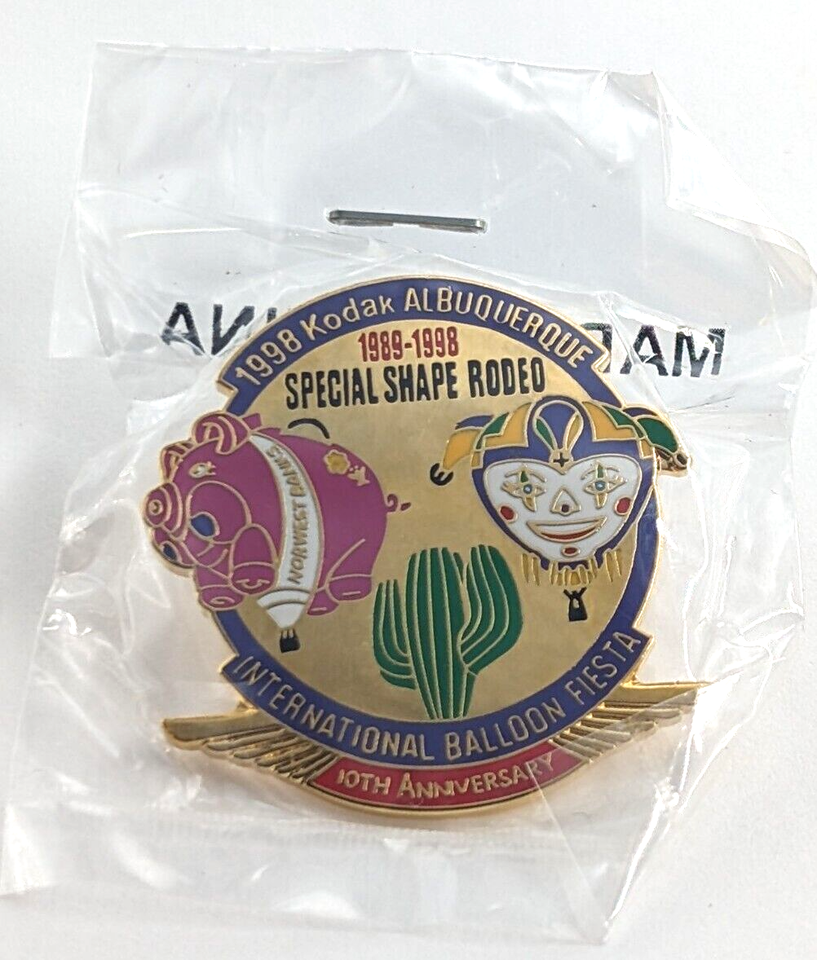 1998 Kodak ALBUQUERQUE
1989-1998
SPECIAL SHAPE RODEO
NORWEST BANKS
INTERNATIONAL BALLOON FIESTA
10TH ANNIVERSARY